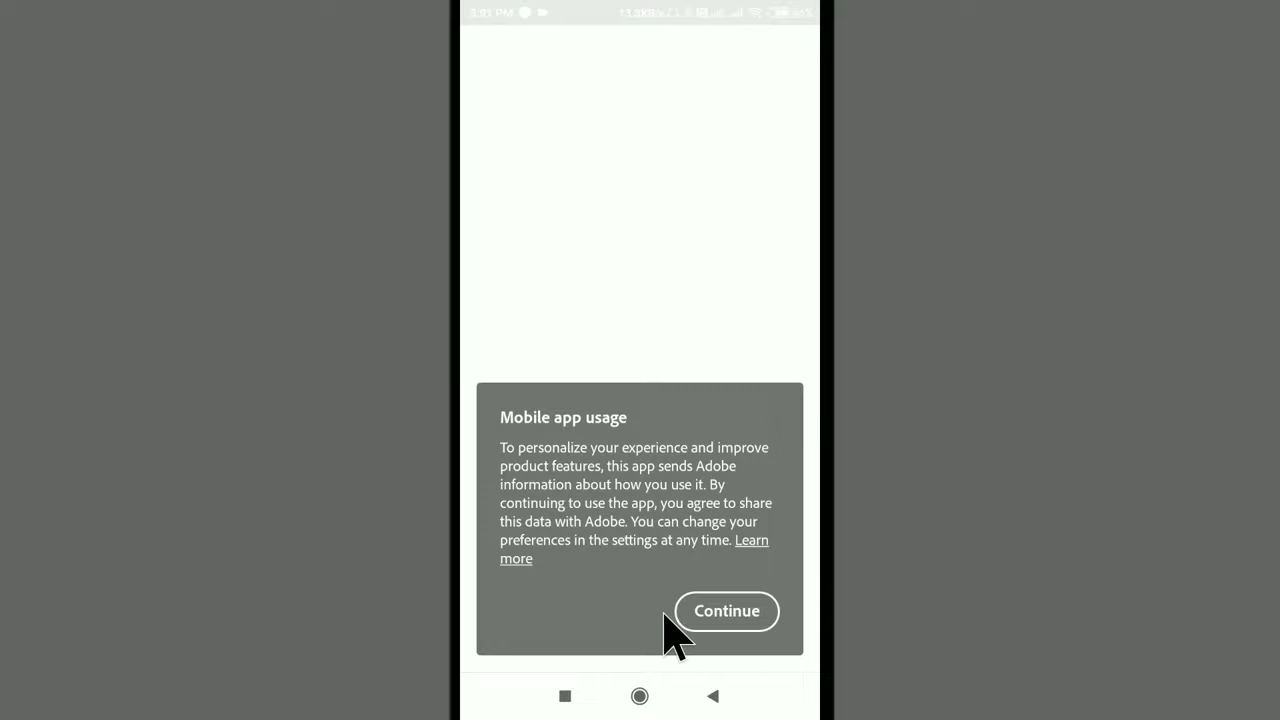 Mobile app usage
To personalize your experience and improve
product features, this app sends Adobe
information about how you use it. By
continuing to use the app, you agree to share
this data with Adobe. You can change your
preferences in the settings at any time. Learn
more
Continue